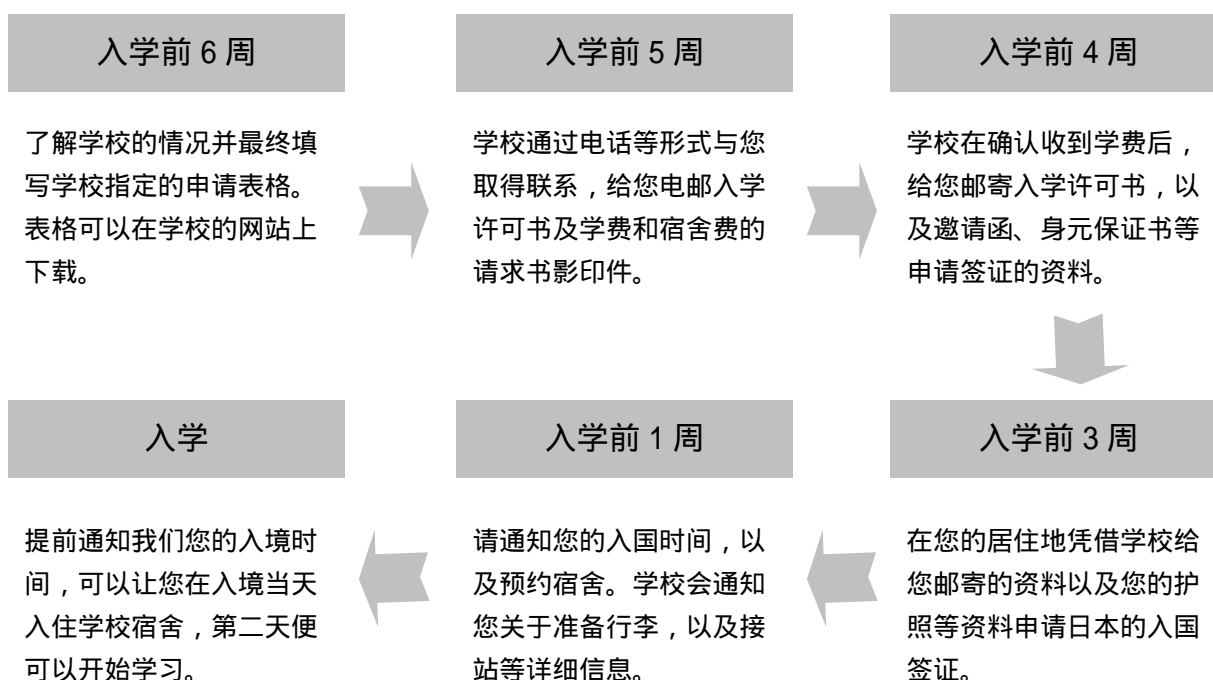 入学前 6 周
了解学校的情况并最终填
写学校指定的申请表格。
表格可以在学校的网站上
下载。
入学前 5 周
学校通过电话等形式与您
取得联系，给您电邮入学
许可书及学费和宿舍费的
请求书影印件。
入学前 4 周
学校在确认收到学费后，
给您邮寄入学许可书，以
及邀请函、身元保证书等
申请签证的资料。
入学前 3 周
在您的居住地凭借学校给
您邮寄的资料以及您的护
照等资料申请日本的入国
签证。
入学前 1 周
请通知您的入国时间，以
及预约宿舍。学校会通知
您关于准备行李，以及接
站等详细信息。
入学
提前通知我们您的入境时
间，可以让您在入境当天
入住学校宿舍，第二天便
可以开始学习。